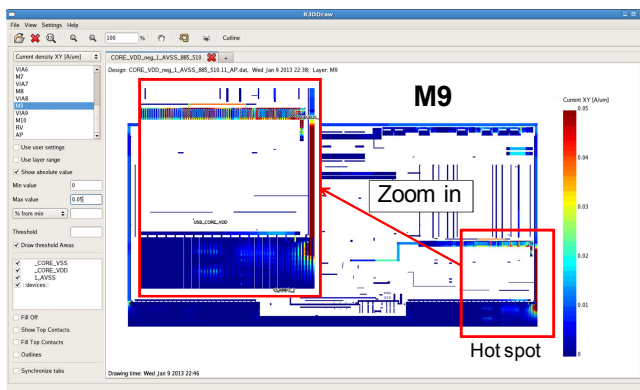 R3DDraw
File View Settings Help
100 % Cutline
Current density XY [A/um]
CORE_VDD_neg_1_AVSS_885_510
Design: CORE_VDD_neg_1_AVSS_885_510.11_AP.dat, Wed Jan 9 2013 22:38; Layer: M9
VIA6
M7
VIA7
M8
VIA8
M9
VIA9
M10
RV
AP
Use user settings
Use layer range
Show absolute value
Min value 0
Max value 0.05
% from min
Threshold
Draw threshold Areas
_CORE_VSS
_CORE_VDD
1_AVSS
::devices::
Fill Off
Show Top Contacts
Fill Top Contacts
Outlines
Synchronize tabs
M9
Zoom in
USB_CORE_VDD
Hot spot
Current XY [A/um]
0.05
0.04
0.03
0.02
0.01
0
Drawing time: Wed Jan 9 2013 22:46